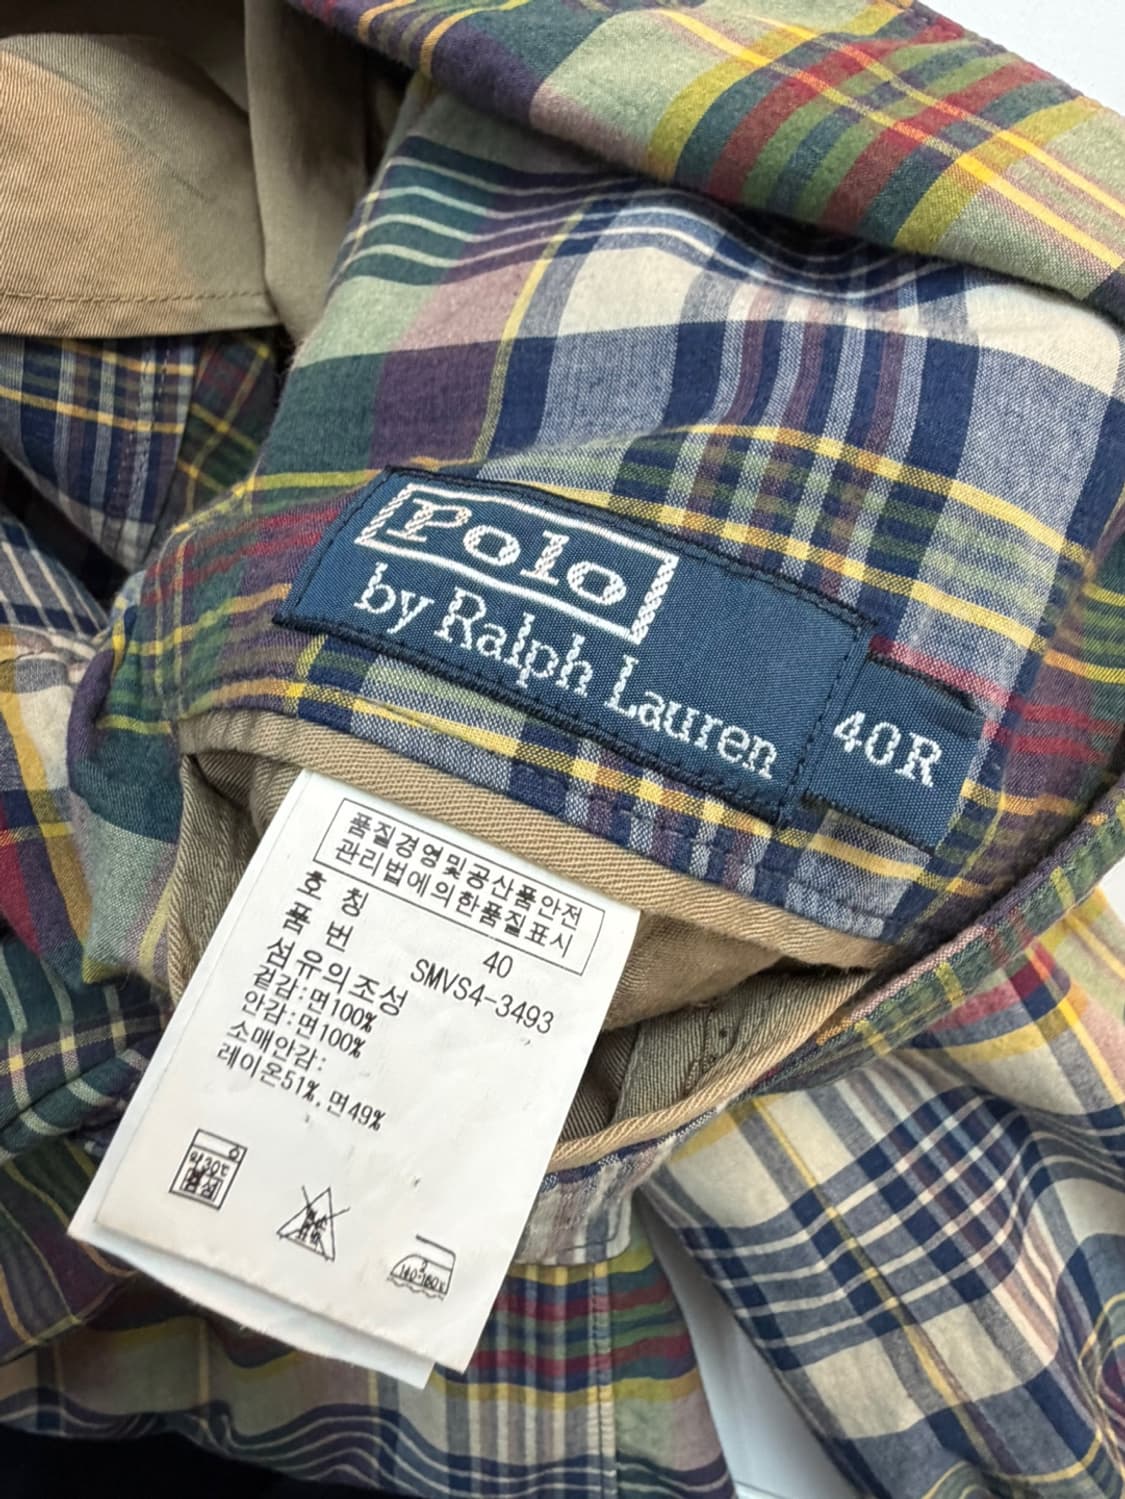 Polo
by Ralph Lauren
40R
품질경영및공산품안전
관리법에의한품질표시
호 칭 40
품 번 SMVS4-3493
섬유의조성
겉감:면100%
안감:면100%
소매안감:
레이온51%,면49%